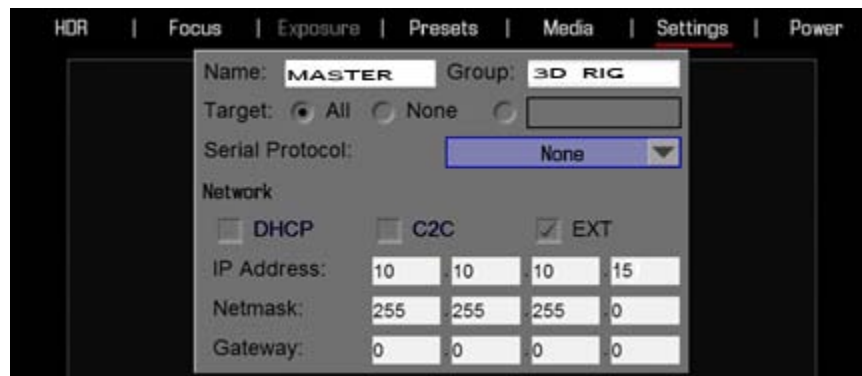 HDR | Focus | Exposure | Presets | Media | Settings | Power
Name: MASTER Group: 3D RIG
Target: All None
Serial Protocol: None
Network
DHCP C2C EXT
IP Address: 10 .10 .10 .15
Netmask: 255 .255 .255 .0
Gateway: 0 .0 .0 .0